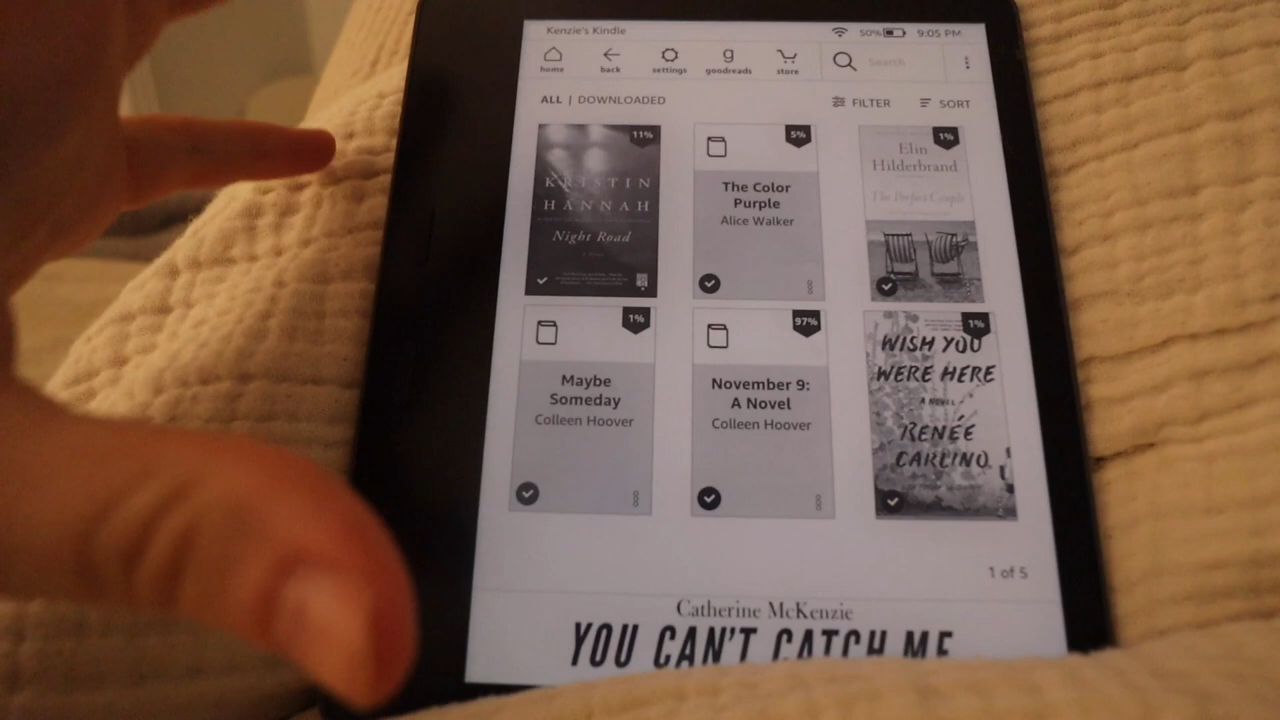 Kenzie's Kindle
50%
9:05 PM
home
back
settings
g
goodreads
store
Search
ALL | DOWNLOADED
FILTER
SORT
11%
KRISTIN
HANNAH
Night Road
5%
The Color
Purple
Alice Walker
1%
Elin
Hilderbrand
The Perfect Couple
1%
Maybe
Someday
Colleen Hoover
97%
November 9:
A Novel
Colleen Hoover
1%
WISH YOU
WERE HERE
A NOVEL
RENÉE
CARLINO
1 of 5
Catherine McKenzie
YOU CAN'T CATCH ME